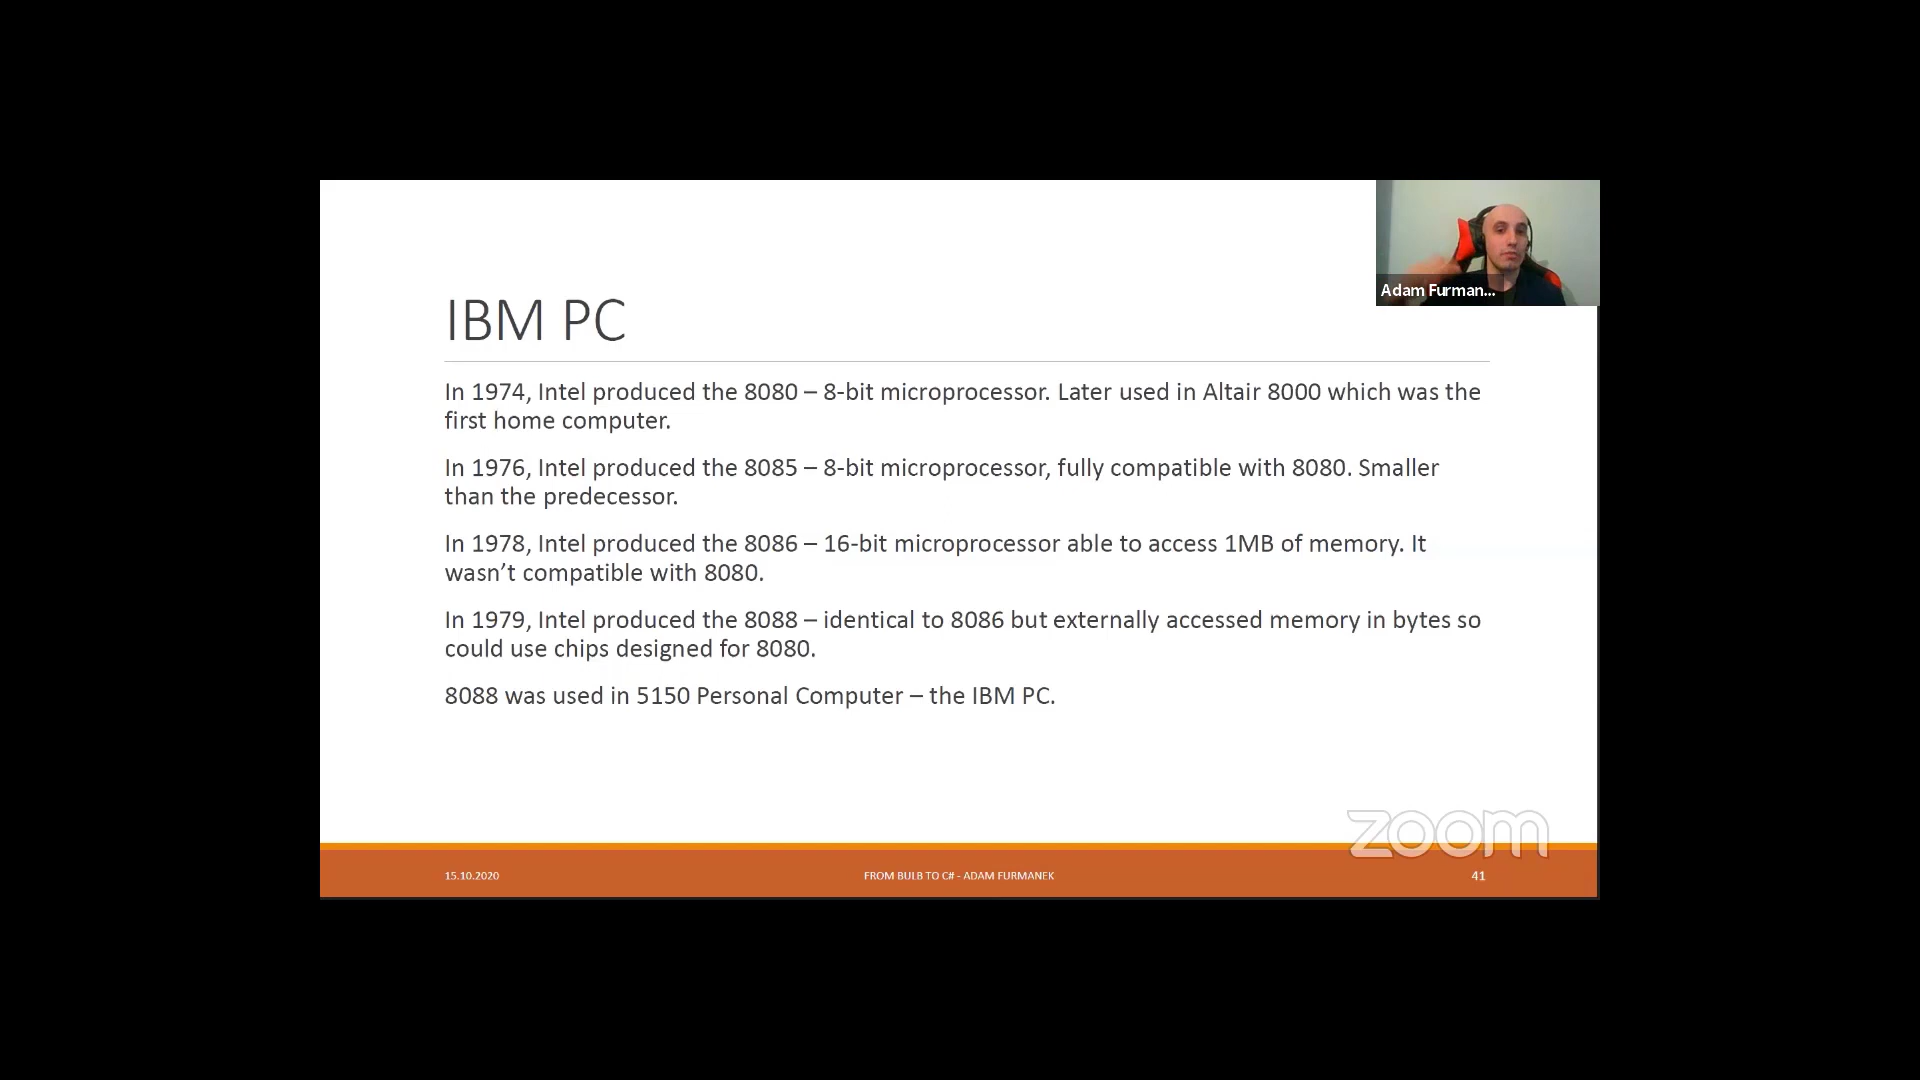 Adam Furman...
IBM PC
In 1974, Intel produced the 8080 – 8-bit microprocessor. Later used in Altair 8000 which was the
first home computer.
In 1976, Intel produced the 8085 – 8-bit microprocessor, fully compatible with 8080. Smaller
than the predecessor.
In 1978, Intel produced the 8086 – 16-bit microprocessor able to access 1MB of memory. It
wasn’t compatible with 8080.
In 1979, Intel produced the 8088 – identical to 8086 but externally accessed memory in bytes so
could use chips designed for 8080.
8088 was used in 5150 Personal Computer – the IBM PC.
zoom
15.10.2020
FROM BULB TO C# - ADAM FURMANEK
41